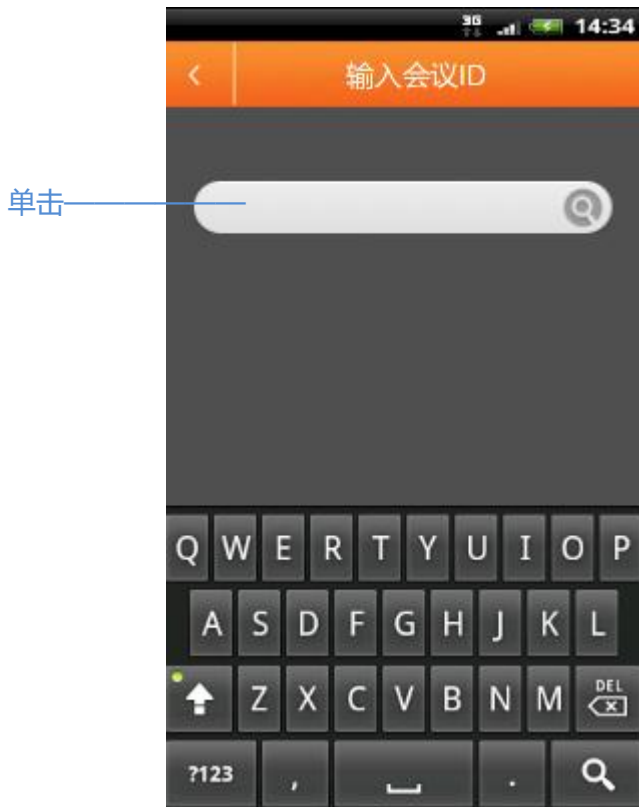 3G 14:34
输入会议ID
单击
Q W E R T Y U I O P
A S D F G H J K L
Z X C V B N M DEL
?123 , .